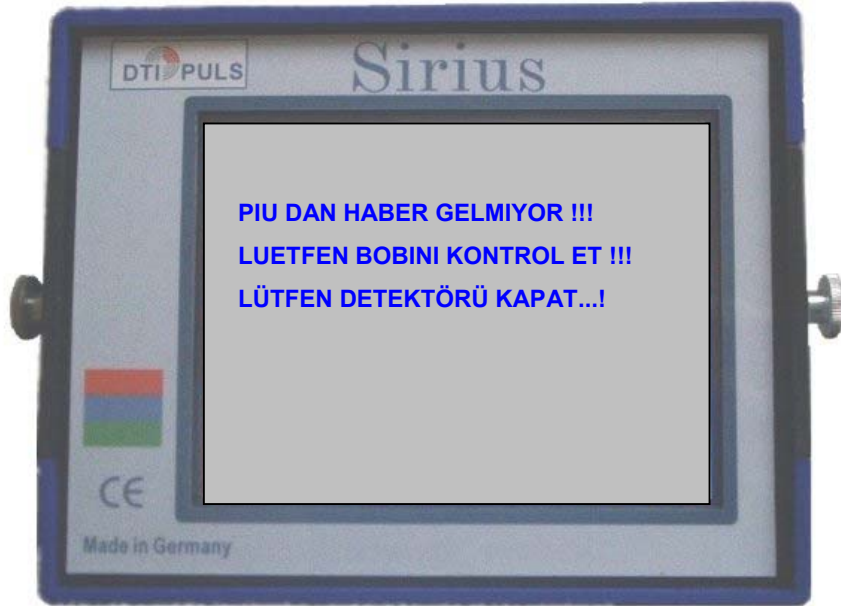 DTI PULS
Sirius
PIU DAN HABER GELMIYOR !!!
LUETFEN BOBINI KONTROL ET !!!
LÜTFEN DETEKTÖRÜ KAPAT...!
CE
Made in Germany